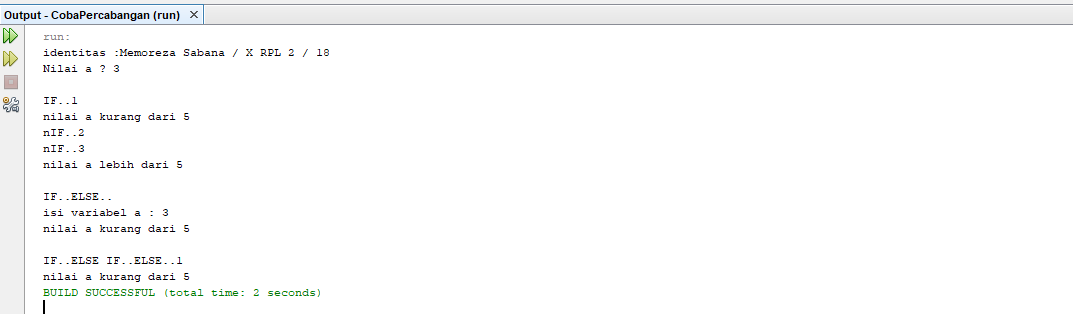 Output - CobaPercabangan (run) ×
run:
identitas :Memoreza Sabana / X RPL 2 / 18
Nilai a ? 3
IF..1
nilai a kurang dari 5
nIF..2
nIF..3
nilai a lebih dari 5
IF..ELSE..
isi variabel a : 3
nilai a kurang dari 5
IF..ELSE IF..ELSE..1
nilai a kurang dari 5
BUILD SUCCESSFUL (total time: 2 seconds)